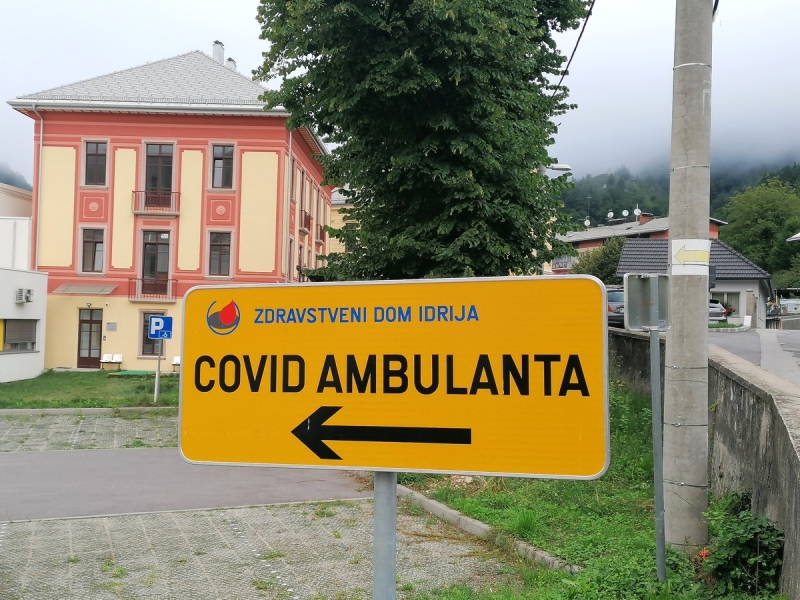 ZDRAVSTVENI DOM IDRIJA
COVID AMBULANTA
P